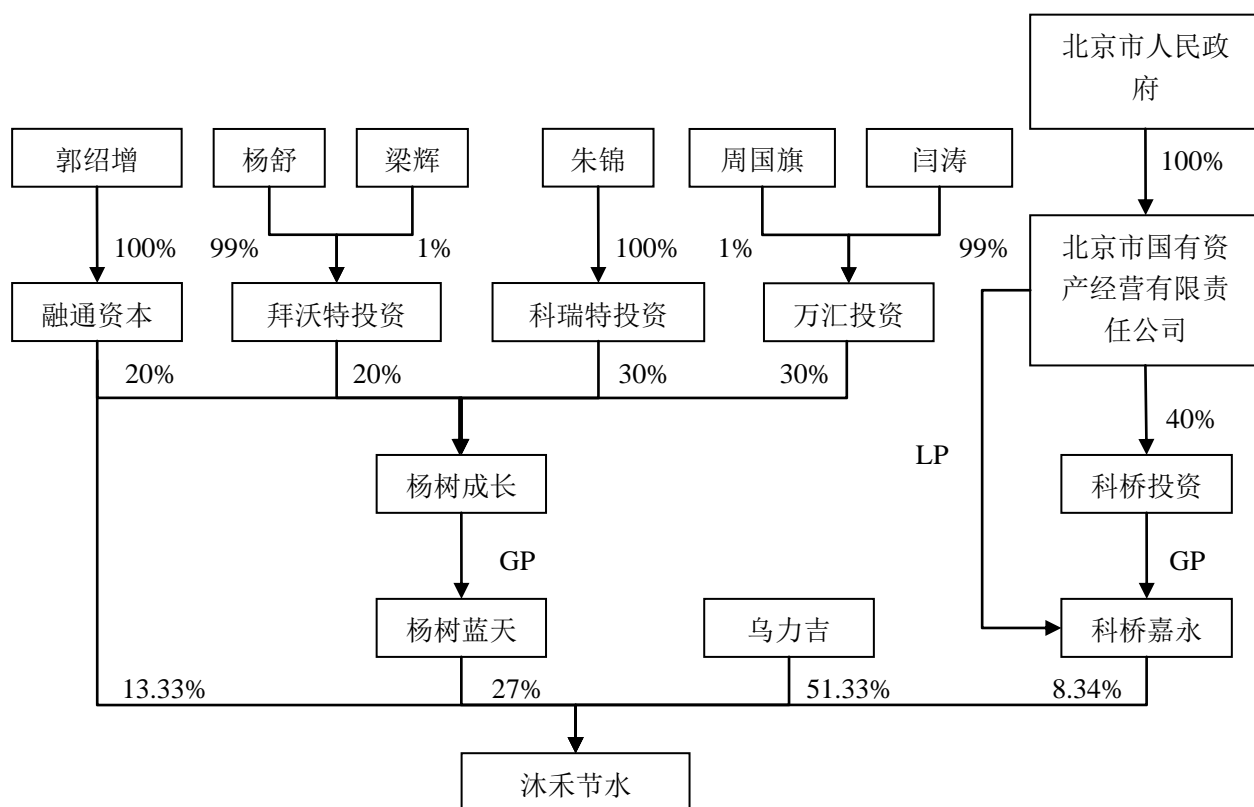 北京市人民政
府
郭绍增
杨舒
梁辉
朱锦
周国旗
闫涛
100%
100%
99%
1%
100%
1%
99%
北京市国有资
产经营有限责
任公司
融通资本
拜沃特投资
科瑞特投资
万汇投资
20%
20%
30%
30%
40%
LP
杨树成长
科桥投资
GP
GP
杨树蓝天
乌力吉
科桥嘉永
13.33%
27%
51.33%
8.34%
沐禾节水